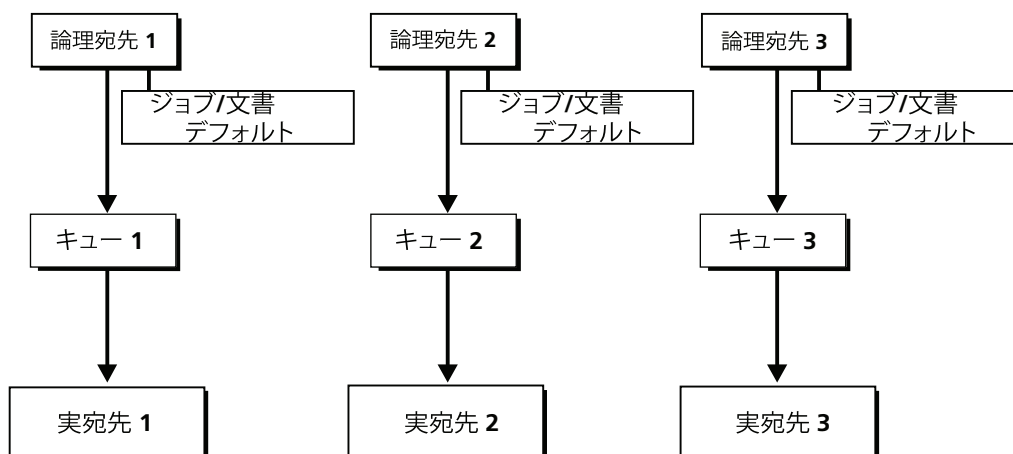 論理宛先 1
論理宛先 2
論理宛先 3
ジョブ/文書
デフォルト
ジョブ/文書
デフォルト
ジョブ/文書
デフォルト
キュー 1
キュー 2
キュー 3
実宛先 1
実宛先 2
実宛先 3